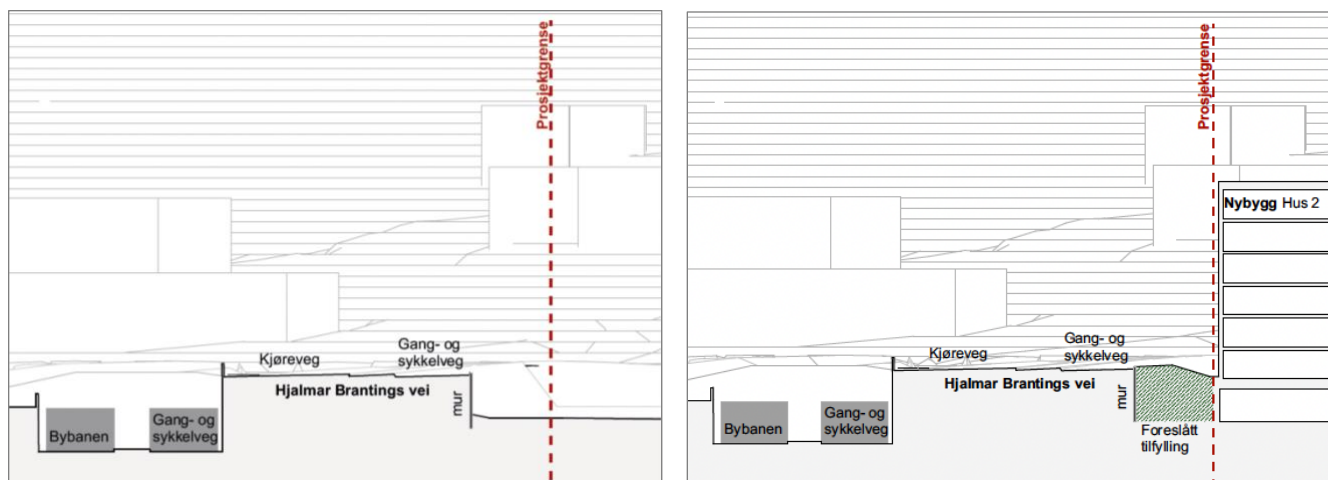 Prosjektgrense
Kjøreveg
Gang- og
sykkelveg
Hjalmar Brantings vei
mur
Bybanen
Gang- og
sykkelveg
Prosjektgrense
Nybygg Hus 2
Kjøreveg
Gang- og
sykkelveg
Hjalmar Brantings vei
mur
Bybanen
Gang- og
sykkelveg
Foreslått
tilfylling